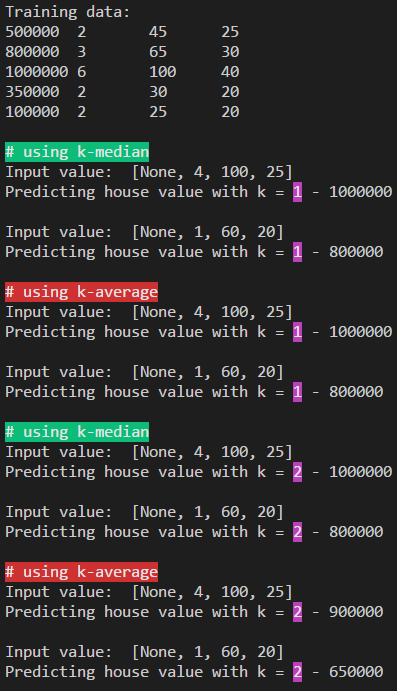 Training data:
500000 2 45 25
800000 3 65 30
1000000 6 100 40
350000 2 30 20
100000 2 25 20
# using k-median
Input value: [None, 4, 100, 25]
Predicting house value with k = 1 - 1000000
Input value: [None, 1, 60, 20]
Predicting house value with k = 1 - 800000
# using k-average
Input value: [None, 4, 100, 25]
Predicting house value with k = 1 - 1000000
Input value: [None, 1, 60, 20]
Predicting house value with k = 1 - 800000
# using k-median
Input value: [None, 4, 100, 25]
Predicting house value with k = 2 - 1000000
Input value: [None, 1, 60, 20]
Predicting house value with k = 2 - 800000
# using k-average
Input value: [None, 4, 100, 25]
Predicting house value with k = 2 - 900000
Input value: [None, 1, 60, 20]
Predicting house value with k = 2 - 650000